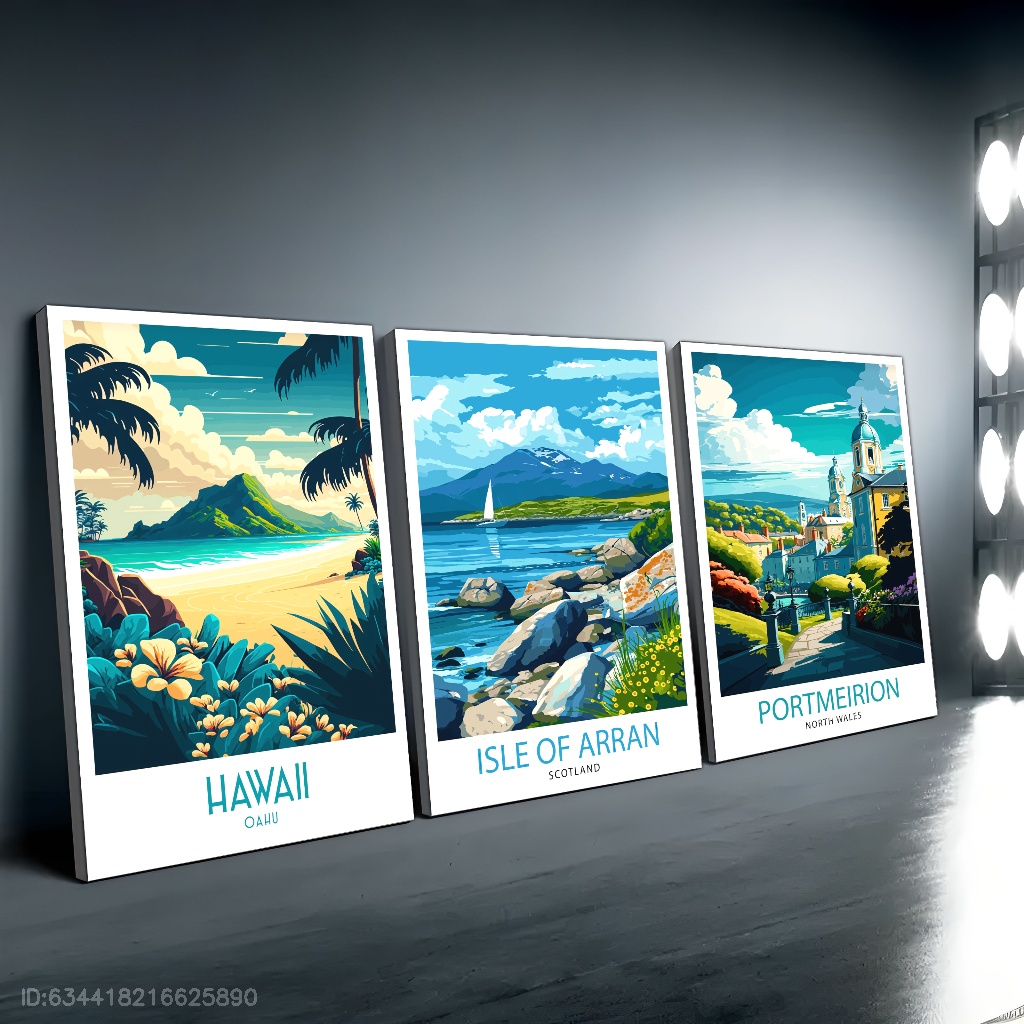 HAWAII
OAHU
ISLE OF ARRAN
SCOTLAND
PORTMEIRION
NORTH WALES
ID:634418216625890